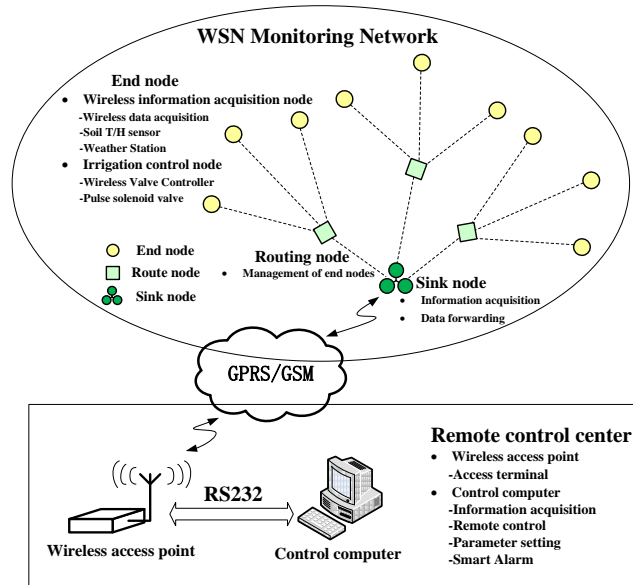 WSN Monitoring Network
End node
• Wireless information acquisition node
-Wireless data acquisition
-Soil T/H sensor
-Weather Station
• Irrigation control node
-Wireless Valve Controller
-Pulse solenoid valve
End node
Route node
Sink node
Routing node
• Management of end nodes
Sink node
• Information acquisition
• Data forwarding
GPRS/GSM
Remote control center
• Wireless access point
-Access terminal
• Control computer
-Information acquisition
-Remote control
-Parameter setting
-Smart Alarm
RS232
Wireless access point
Control computer